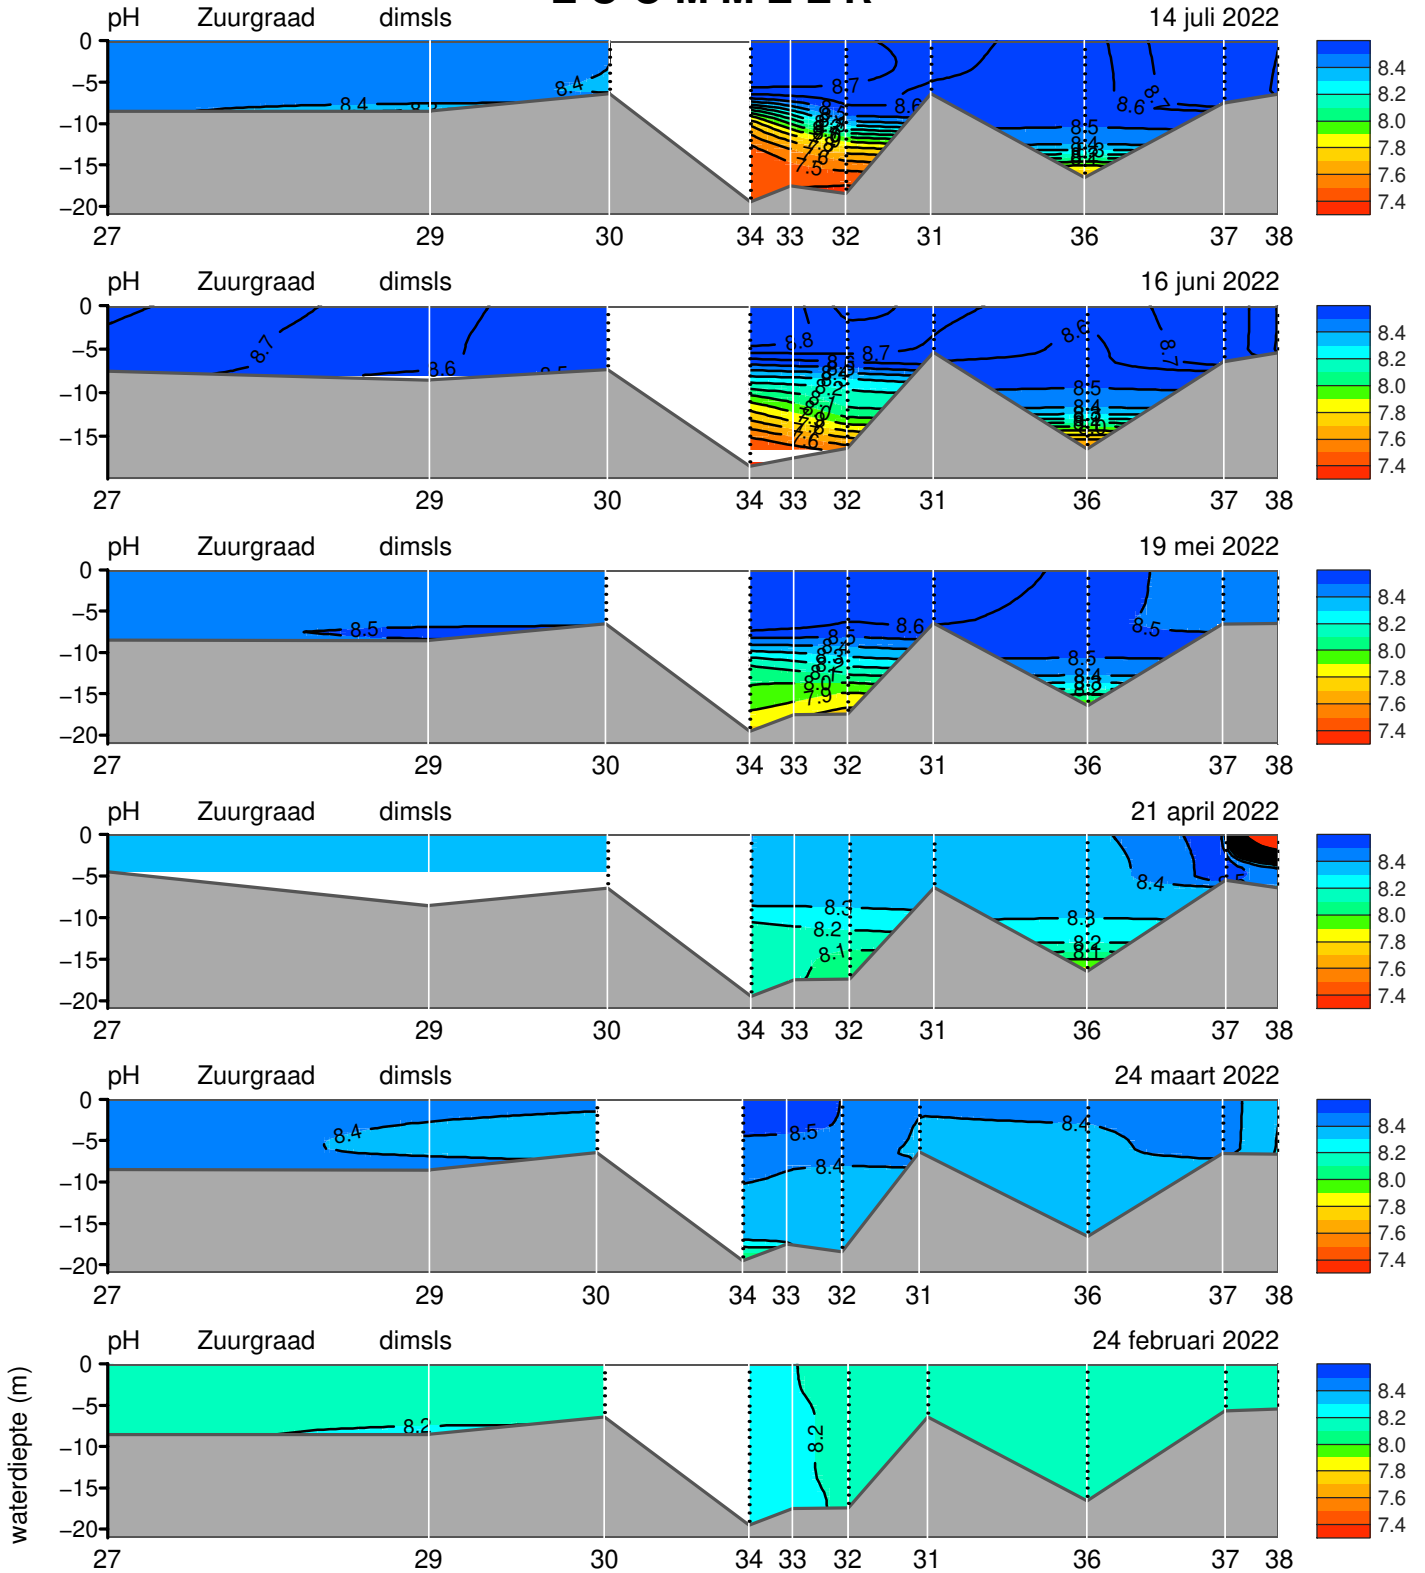 pH Zuurgraad dimsls 14 juli 2022
0 −5 −10 −15 −20
8.4 8.4 8.7 8.6 7.5 8.6 8.5 8.4
27 29 30 34 33 32 31 36 37 38
8.4 8.2 8.0 7.8 7.6 7.4
pH Zuurgraad dimsls 16 juni 2022
0 −5 −10 −15
8.7 8.6 8.8 8.7 7.6 8.6 8.7 8.5 8.4
27 29 30 34 33 32 31 36 37 38
8.4 8.2 8.0 7.8 7.6 7.4
pH Zuurgraad dimsls 19 mei 2022
0 −5 −10 −15 −20
8.5 8.6 8.5 8.0 7.9 8.5 8.4 8.5
27 29 30 34 33 32 31 36 37 38
8.4 8.2 8.0 7.8 7.6 7.4
pH Zuurgraad dimsls 21 april 2022
0 −5 −10 −15 −20
8.3 8.2 8.1 8.4 8.3 8.2 8.1
27 29 30 34 33 32 31 36 37 38
8.4 8.2 8.0 7.8 7.6 7.4
pH Zuurgraad dimsls 24 maart 2022
0 −5 −10 −15 −20
8.4 8.5 8.4 8.4
27 29 30 34 33 32 31 36 37 38
8.4 8.2 8.0 7.8 7.6 7.4
pH Zuurgraad dimsls 24 februari 2022
waterdiepte (m)
0 −5 −10 −15 −20
8.2 8.2
27 29 30 34 33 32 31 36 37 38
8.4 8.2 8.0 7.8 7.6 7.4